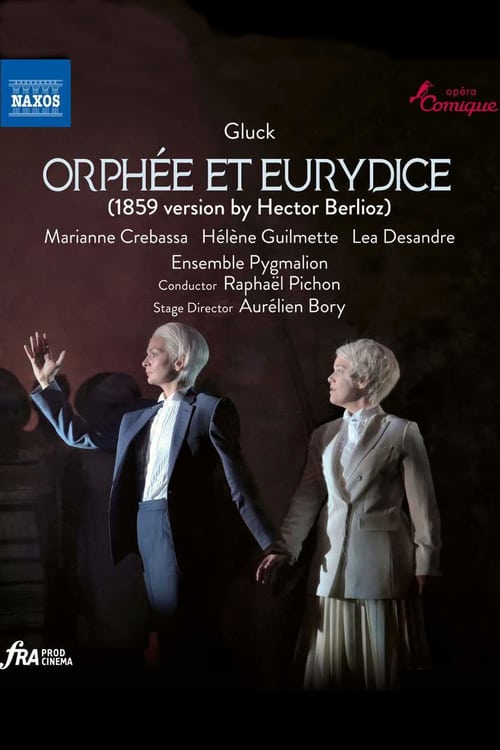 NAXOS
opéra
Comique
Gluck
ORPHÉE ET EURYDICE
(1859 version by Hector Berlioz)
Marianne Crebassa Hélène Guilmette Lea Desandre
Ensemble Pygmalion
Conductor Raphaël Pichon
Stage Director Aurélien Bory
fRA PROD
CINEMA